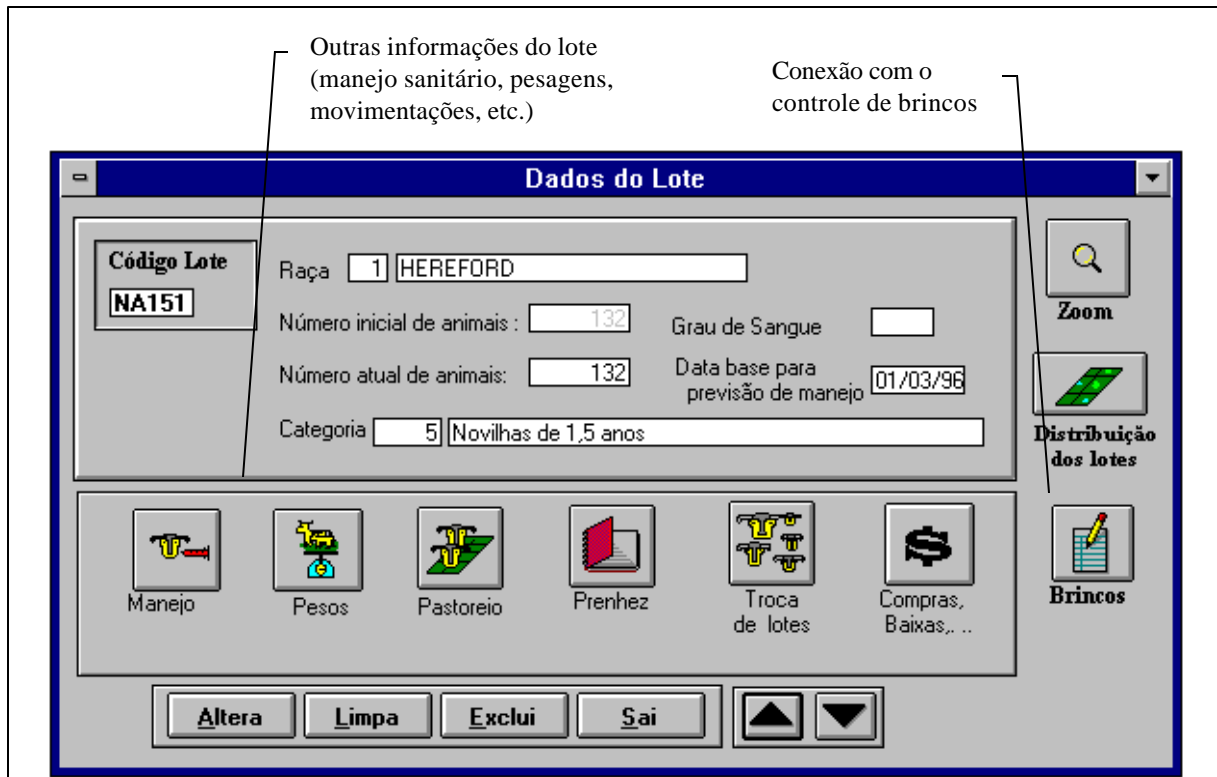 Outras informações do lote
(manejo sanitário, pesagens,
movimentações, etc.)
Conexão com o
controle de brincos
Dados do Lote
Código Lote
NA151
Raça 1 HEREFORD
Número inicial de animais : 132
Grau de Sangue
Número atual de animais: 132
Data base para
previsão de manejo 01/03/96
Categoria 5 Novilhas de 1,5 anos
Zoom
Distribuição
dos lotes
Brincos
Manejo
Pesos
Pastoreio
Prenhez
Troca
de lotes
Compras,
Baixas,. ..
Altera
Limpa
Exclui
Sai